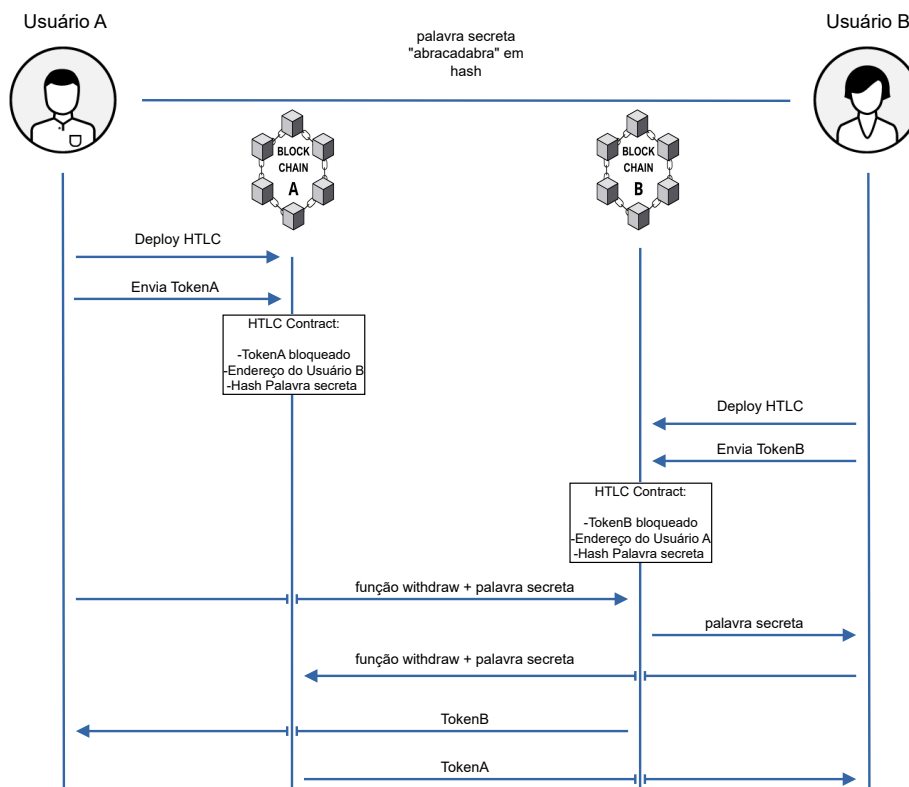 Usuário A
Usuário B
palavra secreta
"abracadabra" em
hash
BLOCK
CHAIN
A
BLOCK
CHAIN
B
Deploy HTLC
Envia TokenA
HTLC Contract:
-TokenA bloqueado
-Endereço do Usuário B
-Hash Palavra secreta
Deploy HTLC
Envia TokenB
HTLC Contract:
-TokenB bloqueado
-Endereço do Usuário A
-Hash Palavra secreta
função withdraw + palavra secreta
palavra secreta
função withdraw + palavra secreta
TokenB
TokenA